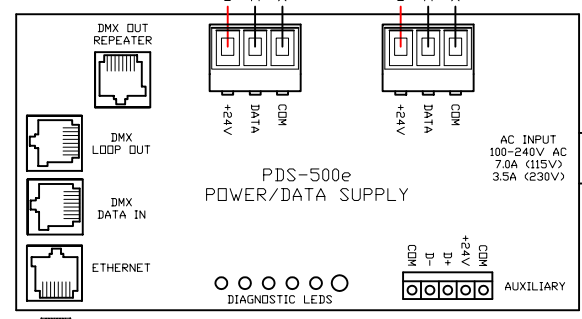 DMX OUT
REPEATER
+24V
DATA
COM
+24V
DATA
COM
DMX
LOOP OUT
AC INPUT
100-240V AC
7.0A (115V)
3.5A (230V)
PDS-500e
POWER/DATA SUPPLY
DMX
DATA IN
ETHERNET
COM
D-
D+
+24V
COM
AUXILIARY
DIAGNOSTIC LEDS